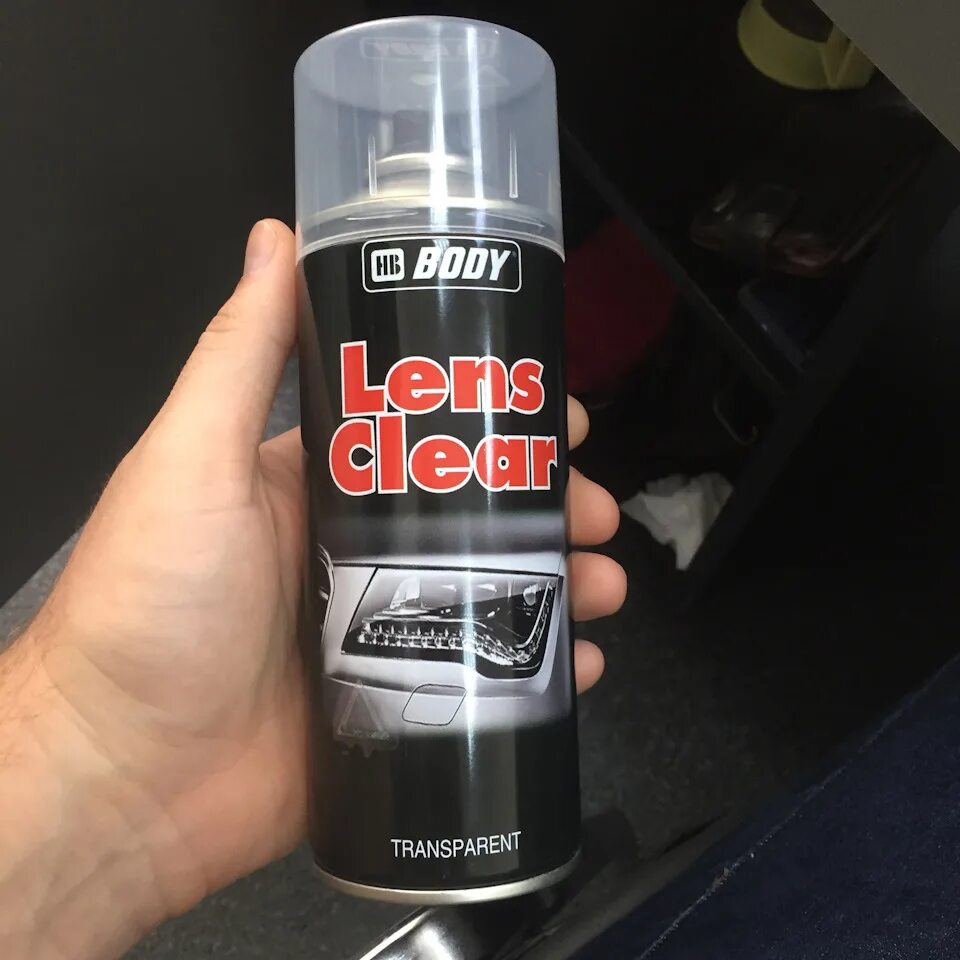 HB BODY
Lens
Clear
TRANSPARENT